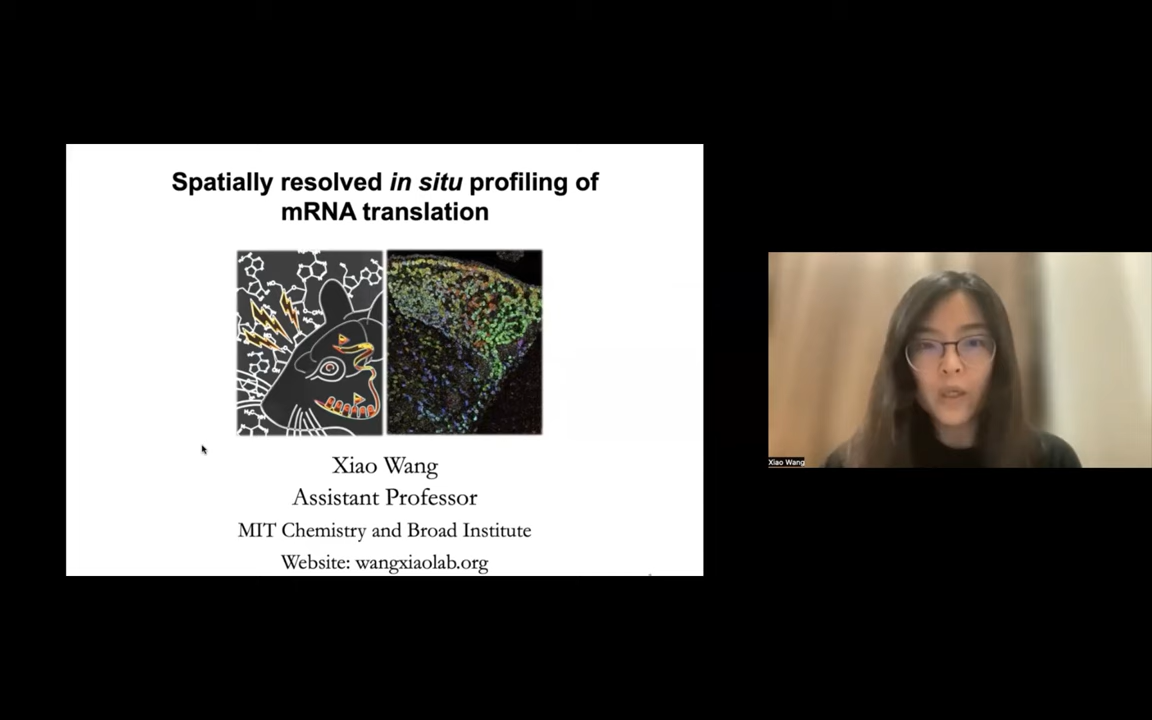 Spatially resolved in situ profiling of
mRNA translation
Xiao Wang
Assistant Professor
MIT Chemistry and Broad Institute
Website: wangxiaolab.org
Xiao Wang